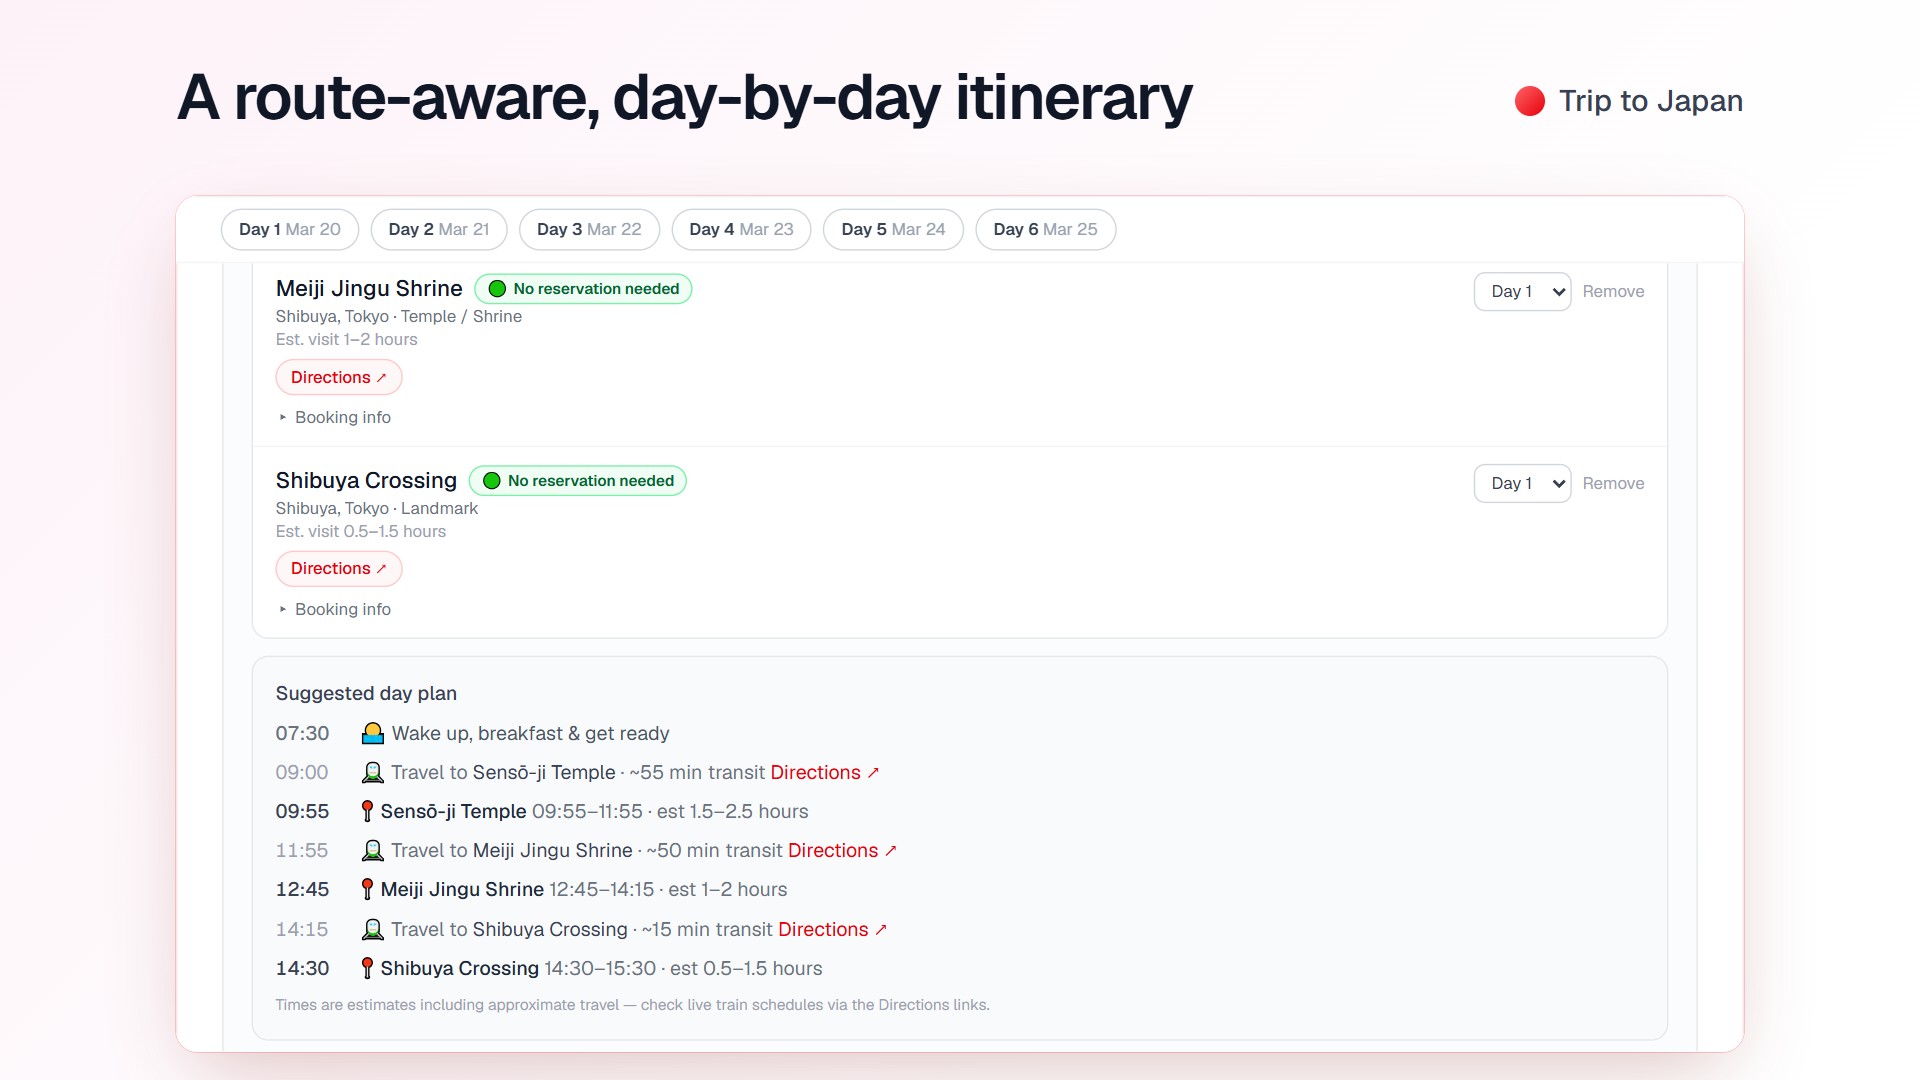 A route-aware, day-by-day itinerary
Trip to Japan
Day 1 Mar 20
Day 2 Mar 21
Day 3 Mar 22
Day 4 Mar 23
Day 5 Mar 24
Day 6 Mar 25
Meiji Jingu Shrine
No reservation needed
Day 1
Remove
Shibuya, Tokyo · Temple / Shrine
Est. visit 1–2 hours
Directions ↗
▸ Booking info
Shibuya Crossing
No reservation needed
Day 1
Remove
Shibuya, Tokyo · Landmark
Est. visit 0.5–1.5 hours
Directions ↗
▸ Booking info
Suggested day plan
07:30 Wake up, breakfast & get ready
09:00 Travel to Sensō-ji Temple · ~55 min transit Directions ↗
09:55 Sensō-ji Temple 09:55–11:55 · est 1.5–2.5 hours
11:55 Travel to Meiji Jingu Shrine · ~50 min transit Directions ↗
12:45 Meiji Jingu Shrine 12:45–14:15 · est 1–2 hours
14:15 Travel to Shibuya Crossing · ~15 min transit Directions ↗
14:30 Shibuya Crossing 14:30–15:30 · est 0.5–1.5 hours
Times are estimates including approximate travel — check live train schedules via the Directions links.